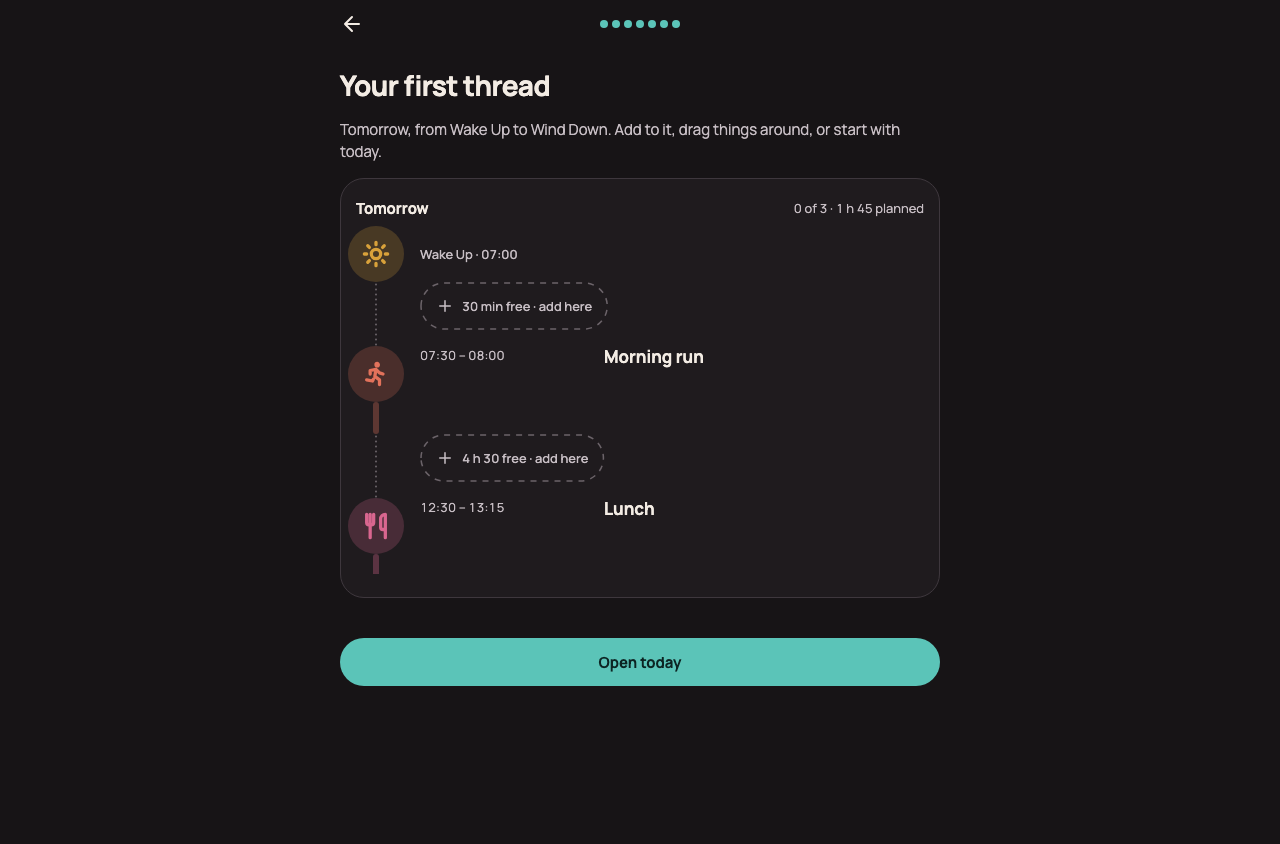 Your first thread
Tomorrow, from Wake Up to Wind Down. Add to it, drag things around, or start with
today.
Tomorrow
0 of 3 · 1 h 45 planned
Wake Up · 07:00
30 min free · add here
07:30 – 08:00
Morning run
4 h 30 free · add here
12:30 – 13:15
Lunch
Open today